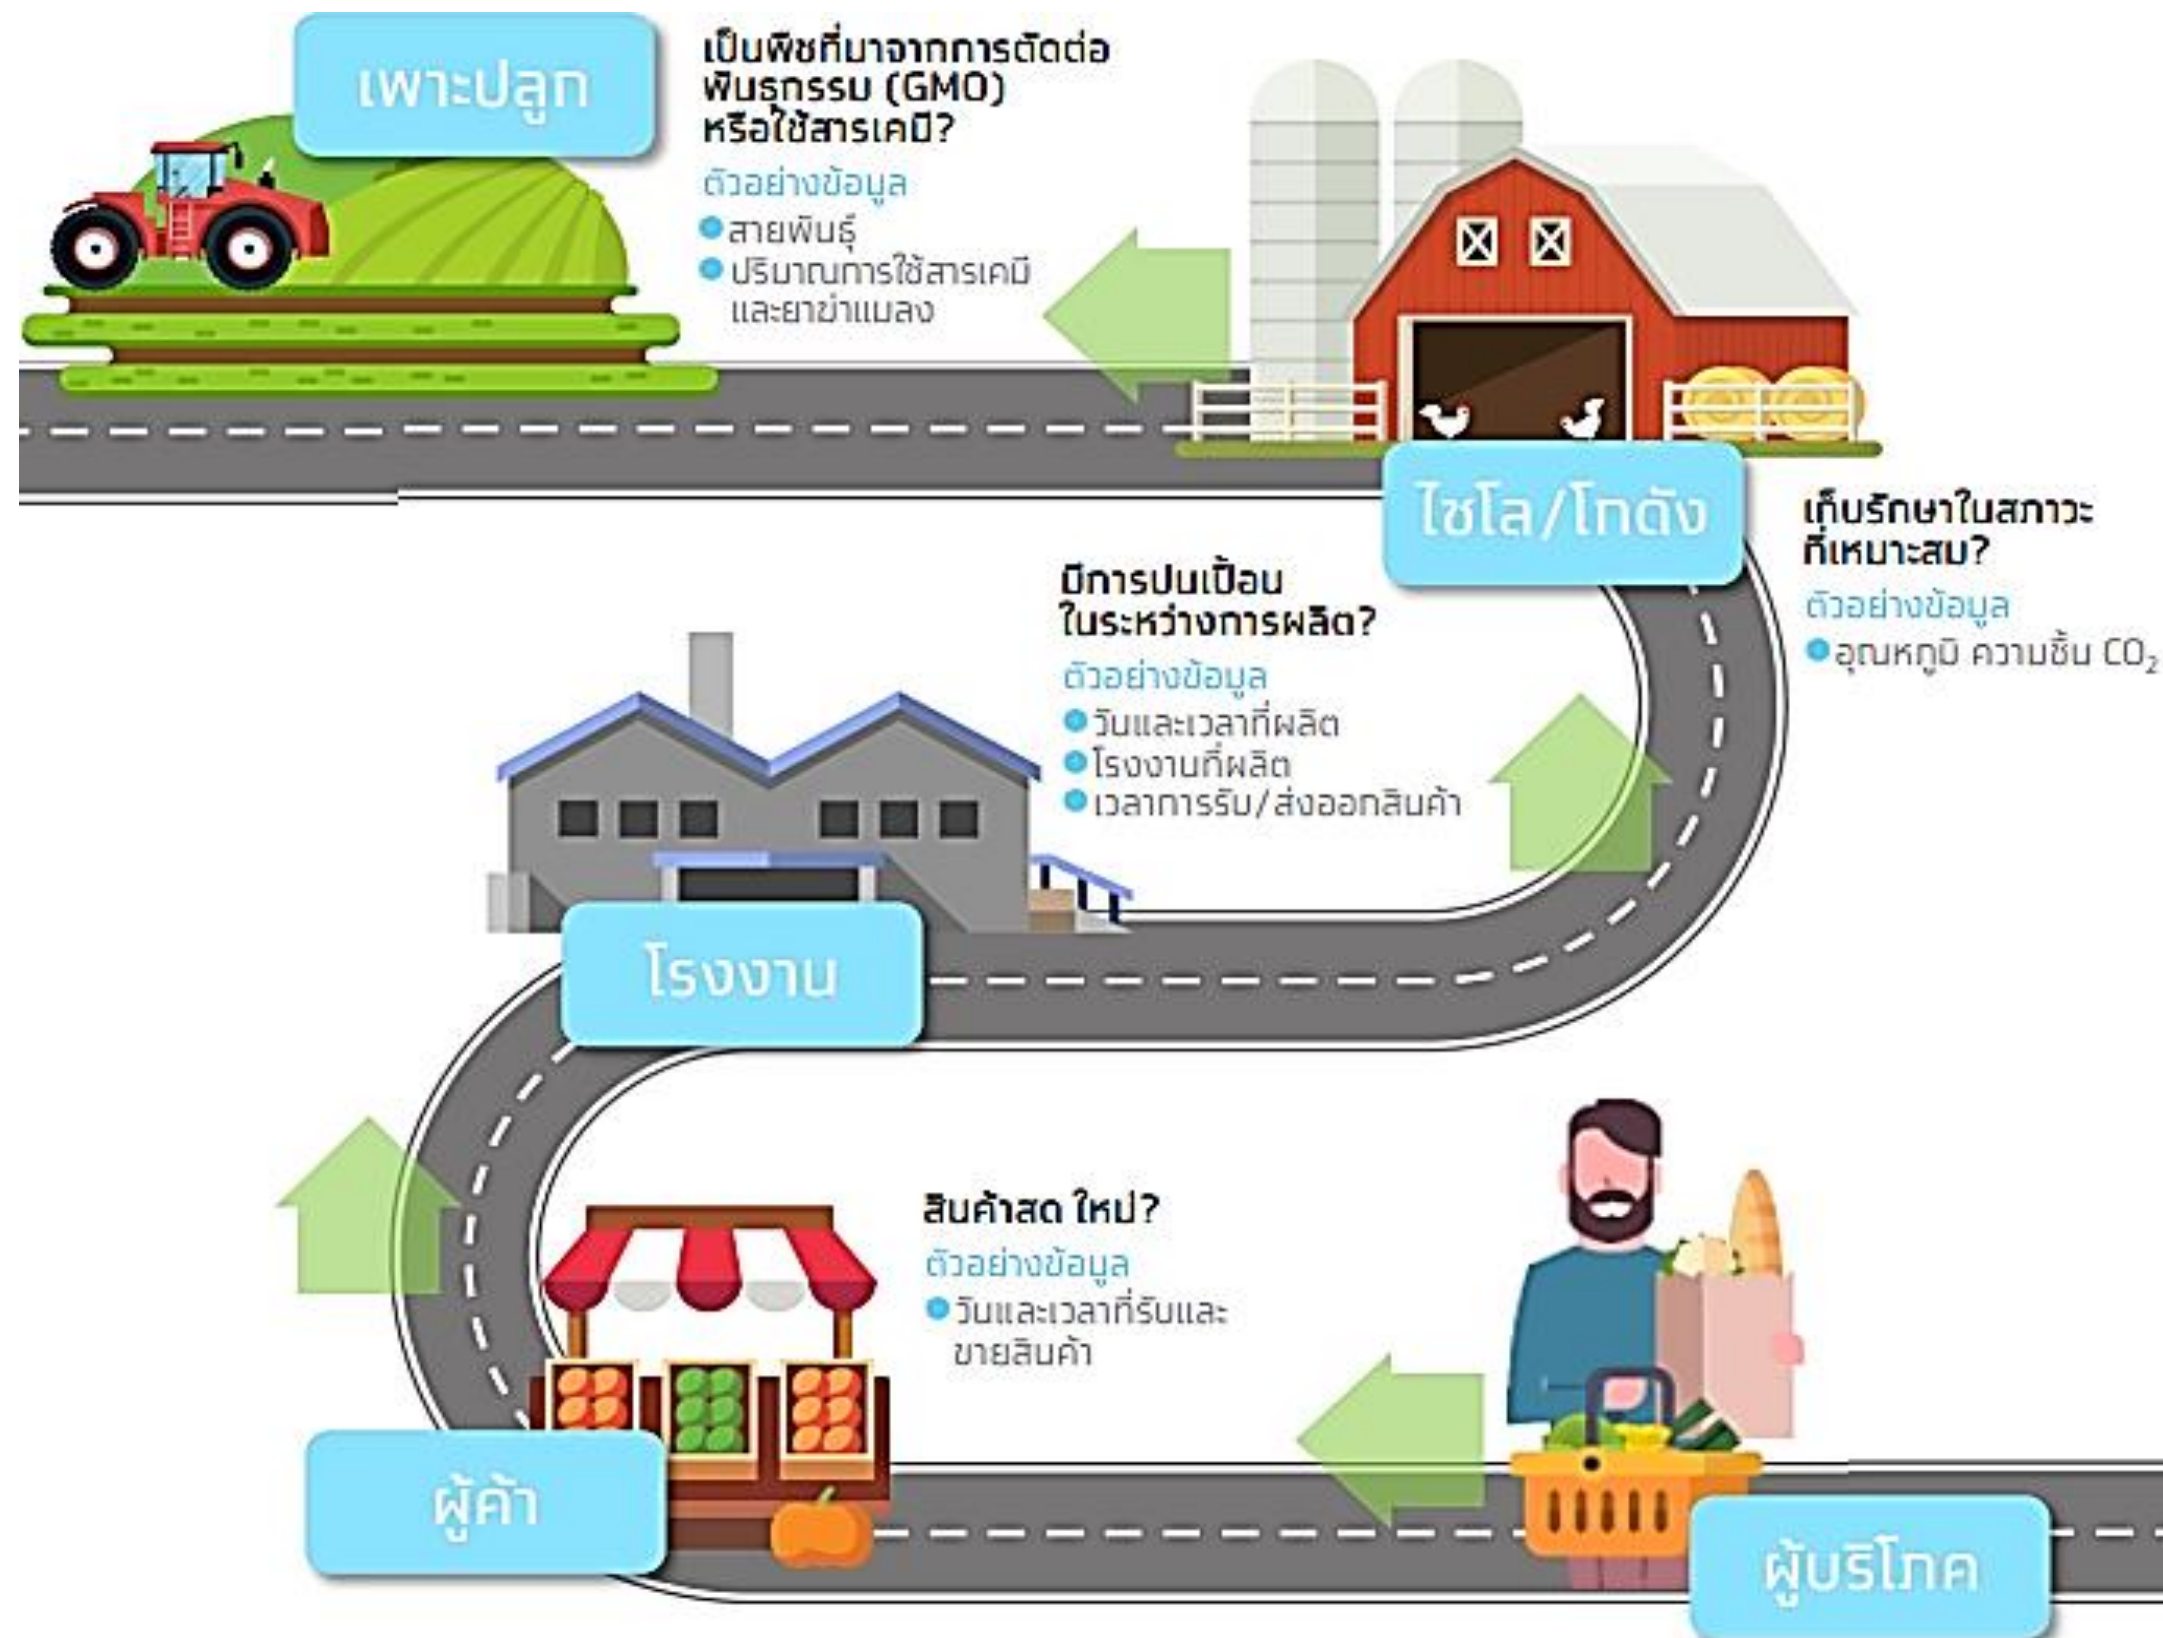 เพาะปลูก
เป็นพืชที่มาจากการตัดต่อ
พันธุกรรม (GMO)
หรือใช้สารเคมี?
ตัวอย่างข้อมูล
สายพันธุ์
ปริมาณการใช้สารเคมี
และยาฆ่าแมลง
ไซโล/โกดัง
เก็บรักษาในสภาวะ
ที่เหมาะสม?
ตัวอย่างข้อมูล
อุณหภูมิ ความชื้น CO₂
มีการปนเปื้อน
ในระหว่างการผลิต?
ตัวอย่างข้อมูล
วันและเวลาที่ผลิต
โรงงานที่ผลิต
เวลาการรับ/ส่งออกสินค้า
โรงงาน
สินค้าสด ใหม่?
ตัวอย่างข้อมูล
วันและเวลาที่รับและ
ขายสินค้า
ผู้ค้า
ผู้บริโภค